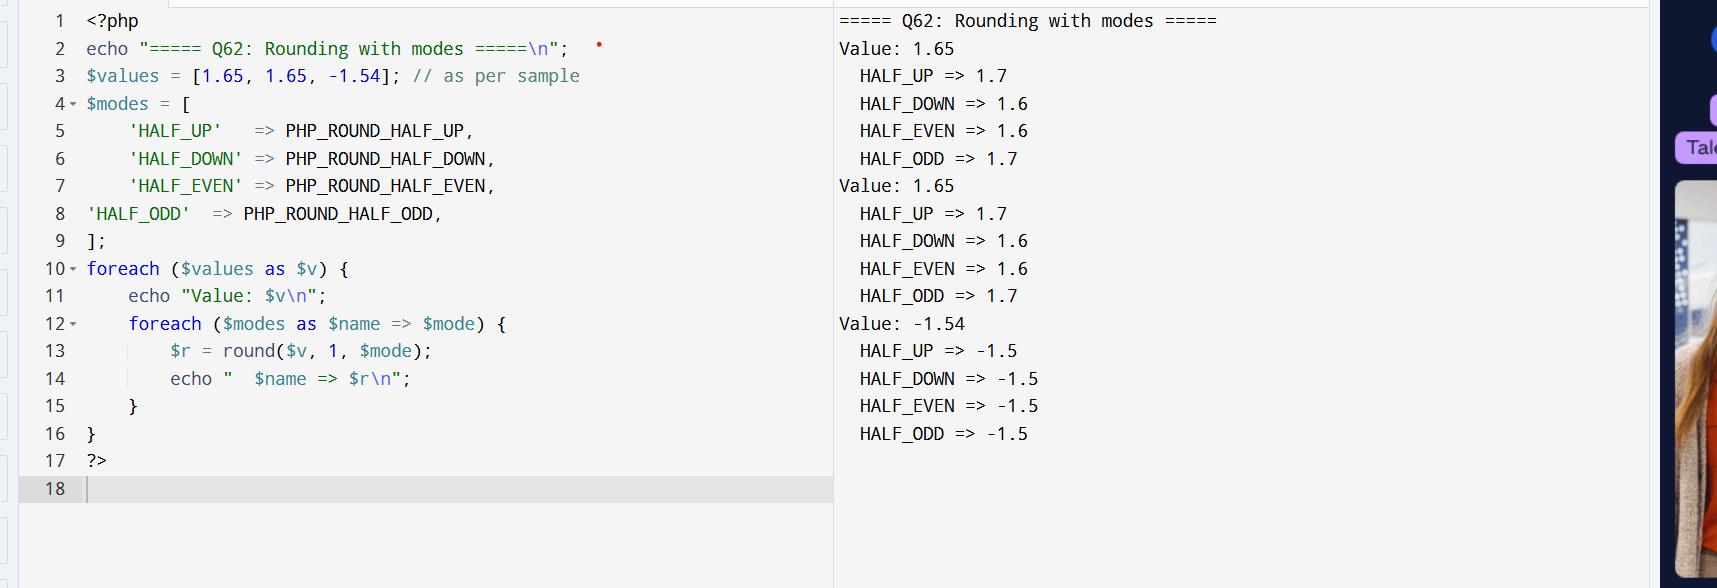 1 <?php
2 echo "===== Q62: Rounding with modes =====\n";
3 $values = [1.65, 1.65, -1.54]; // as per sample
4 $modes = [
5 'HALF_UP'   => PHP_ROUND_HALF_UP,
6 'HALF_DOWN' => PHP_ROUND_HALF_DOWN,
7 'HALF_EVEN' => PHP_ROUND_HALF_EVEN,
8 'HALF_ODD'  => PHP_ROUND_HALF_ODD,
9 ];
10 foreach ($values as $v) {
11     echo "Value: $v\n";
12     foreach ($modes as $name => $mode) {
13         $r = round($v, 1, $mode);
14         echo "  $name => $r\n";
15     }
16 }
17 ?>
18
===== Q62: Rounding with modes =====
Value: 1.65
  HALF_UP => 1.7
  HALF_DOWN => 1.6
  HALF_EVEN => 1.6
  HALF_ODD => 1.7
Value: 1.65
  HALF_UP => 1.7
  HALF_DOWN => 1.6
  HALF_EVEN => 1.6
  HALF_ODD => 1.7
Value: -1.54
  HALF_UP => -1.5
  HALF_DOWN => -1.5
  HALF_EVEN => -1.5
  HALF_ODD => -1.5